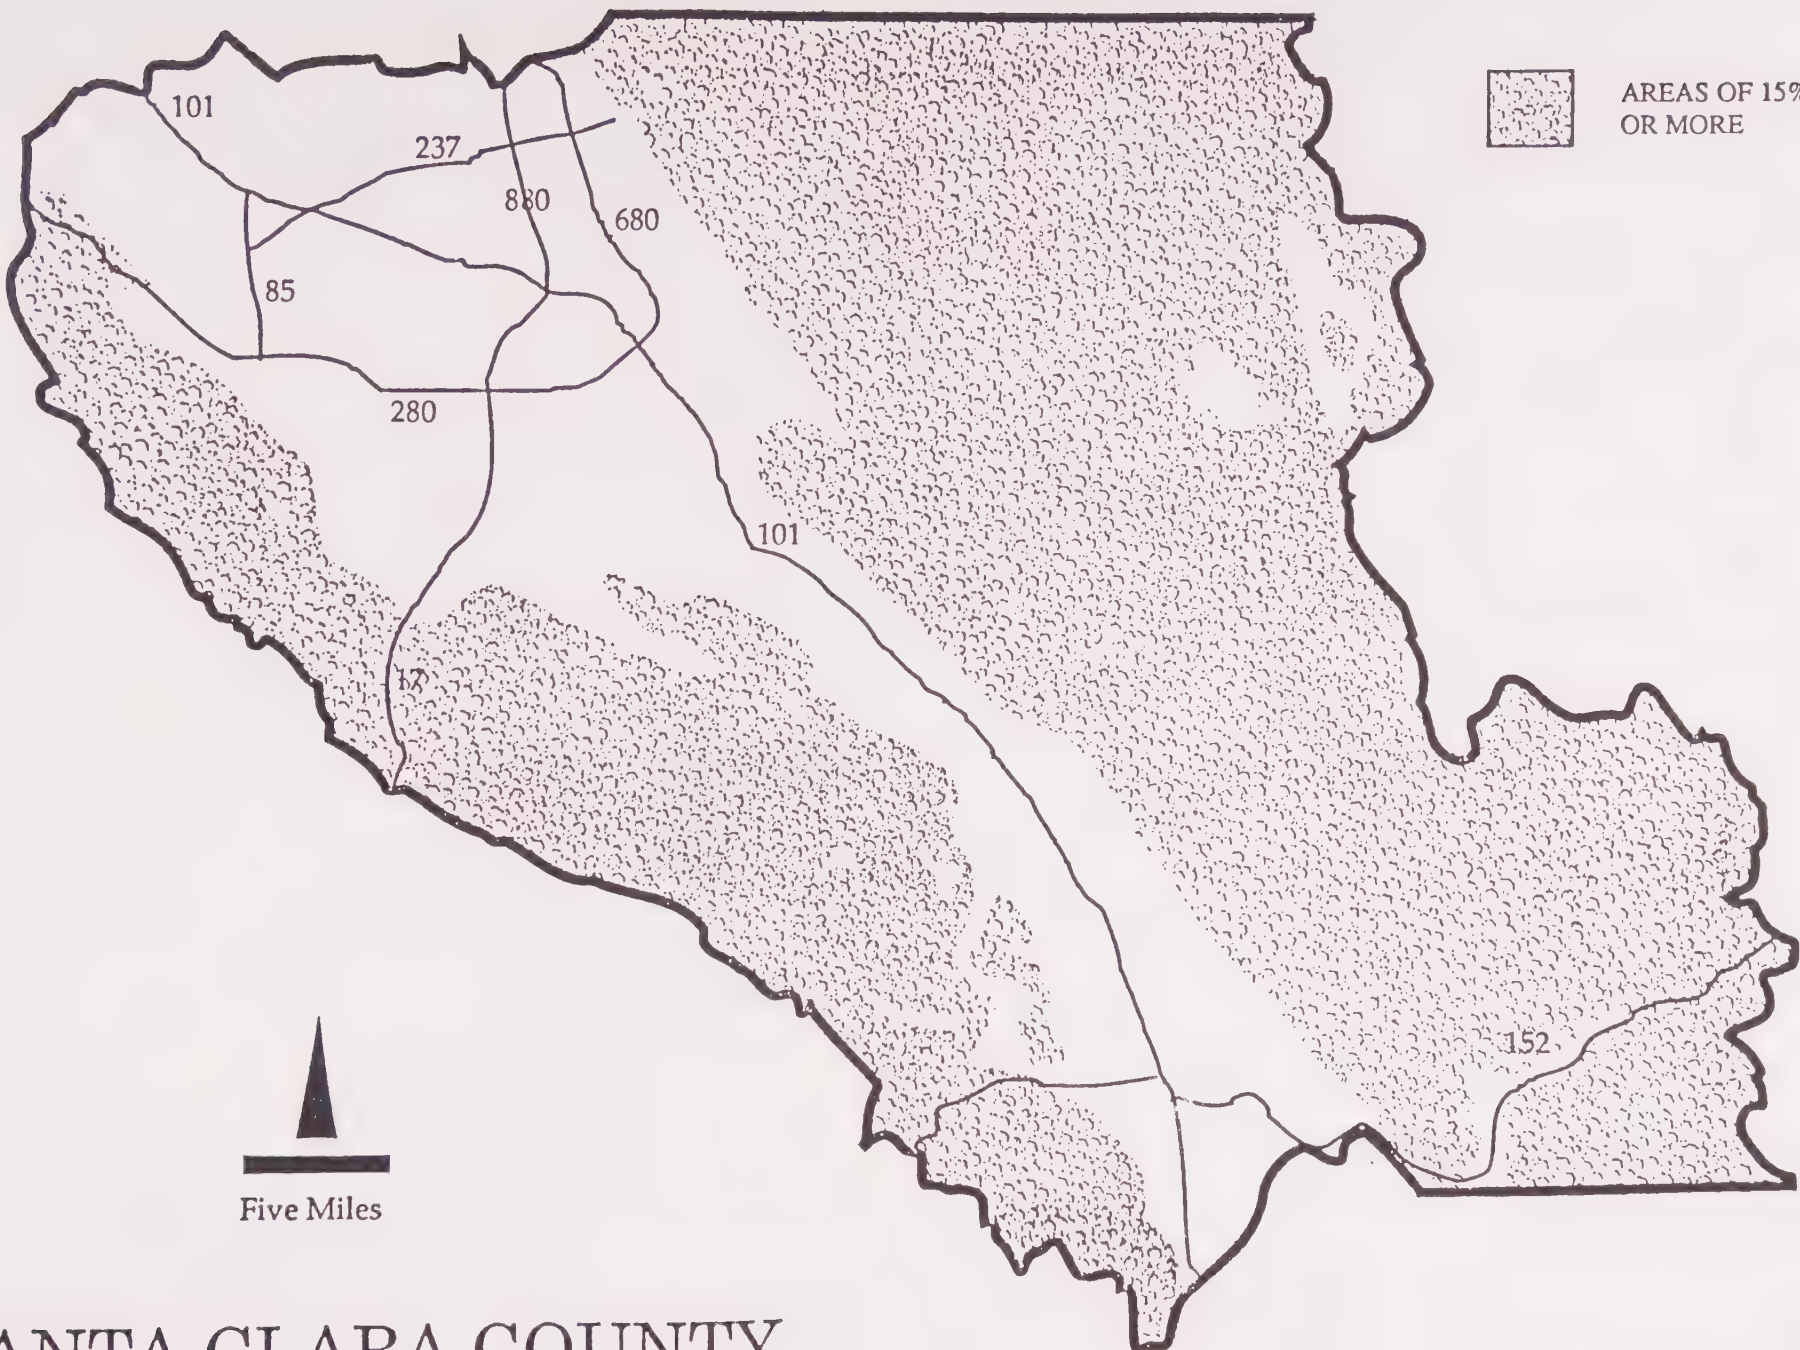 101
AREAS OF 15%
OR MORE
237
880
680
85
280
101
17
152
Five Miles
ANTA CLARA COUNTY